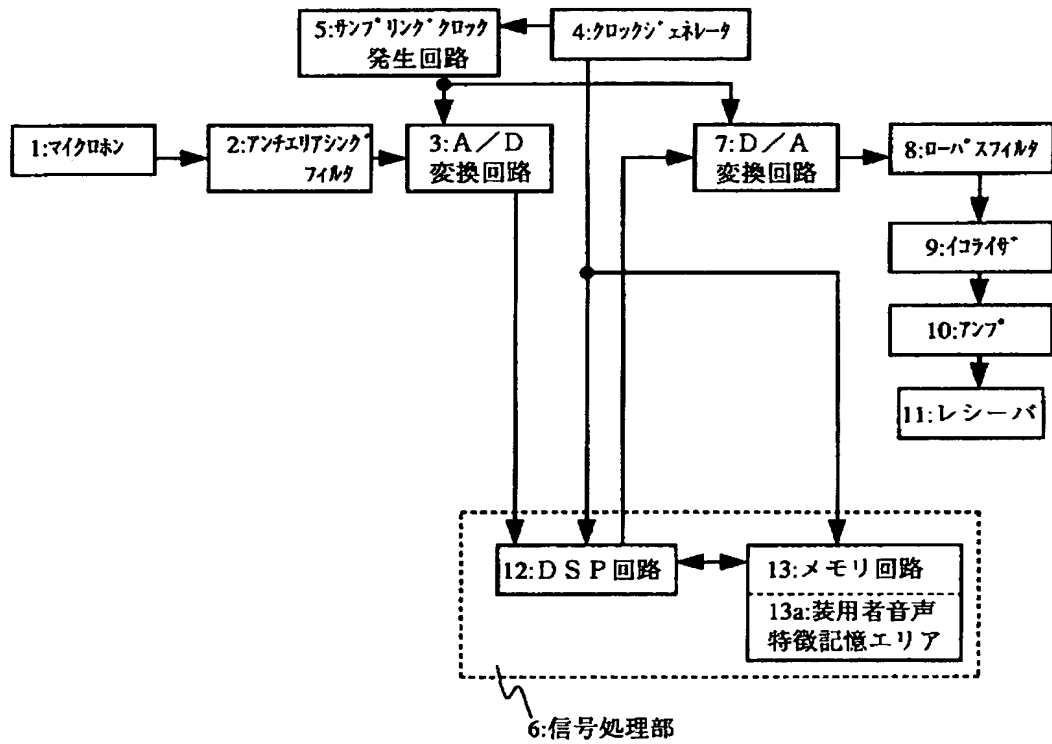 5:ｻﾝﾌﾟﾘﾝｸﾞｸﾛｯｸ
発生回路
4:ｸﾛｯｸｼﾞｪﾈﾚｰﾀ
1:ﾏｲｸﾛﾎﾝ
2:ｱﾝﾁｴﾘｱｼﾝｸﾞ
ﾌｨﾙﾀ
3:Ａ／Ｄ
変換回路
7:Ｄ／Ａ
変換回路
8:ﾛｰﾊﾟｽﾌｨﾙﾀ
9:ｲｺﾗｲｻﾞ
10:ｱﾝﾌﾟ
11:レシーバ
12:ＤＳＰ回路
13:メモリ回路
13a:装用者音声
特徴記憶エリア
6:信号処理部